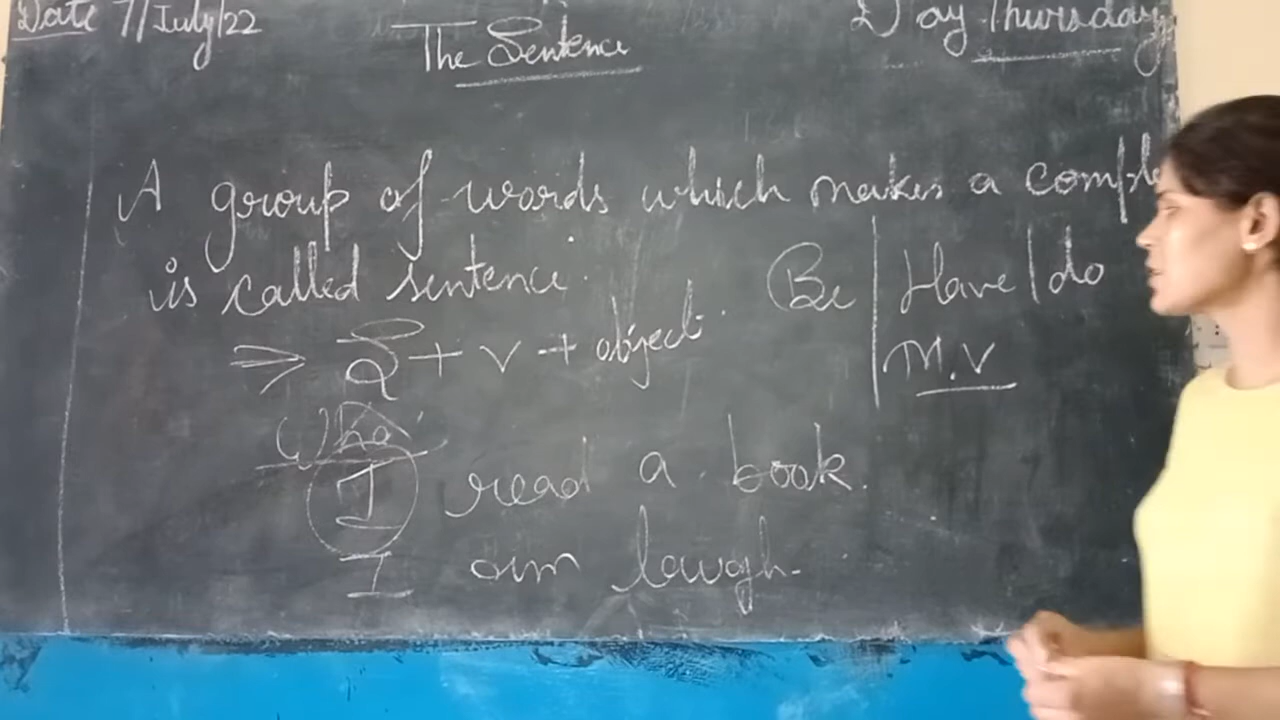 Date 7/July/22 The Sentence Day Thursday
A group of words which makes a comple
is called sentence.
Be | Have/do
⇒ S + V + object.
M.V
Who
I read a book.
I am laugh.